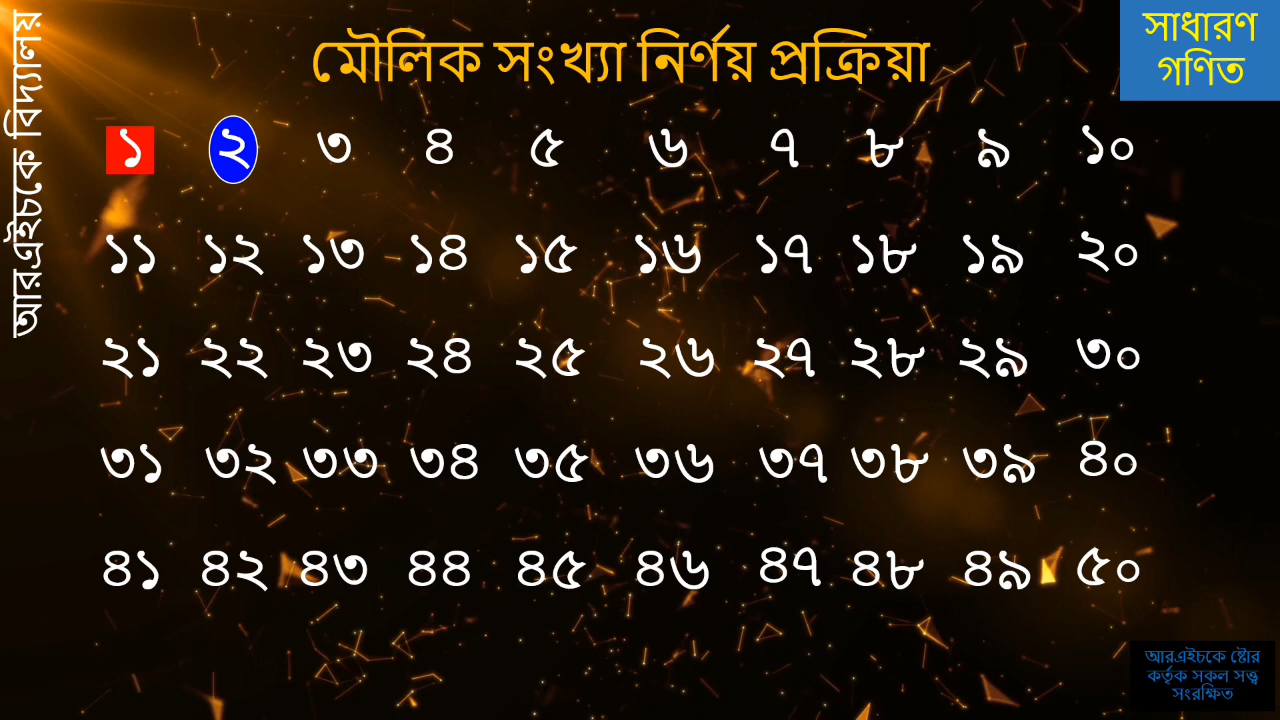 আরএইচকে বিদ্যালয়
মৌলিক সংখ্যা নির্ণয় প্রক্রিয়া
সাধারণ
গণিত
১ ২ ৩ ৪ ৫ ৬ ৭ ৮ ৯ ১০
১১ ১২ ১৩ ১৪ ১৫ ১৬ ১৭ ১৮ ১৯ ২০
২১ ২২ ২৩ ২৪ ২৫ ২৬ ২৭ ২৮ ২৯ ৩০
৩১ ৩২ ৩৩ ৩৪ ৩৫ ৩৬ ৩৭ ৩৮ ৩৯ ৪০
৪১ ৪২ ৪৩ ৪৪ ৪৫ ৪৬ ৪৭ ৪৮ ৪৯ ৫০
আরএইচকে ষ্টোর
কর্তৃক সকল সত্ত্ব
সংরক্ষিত